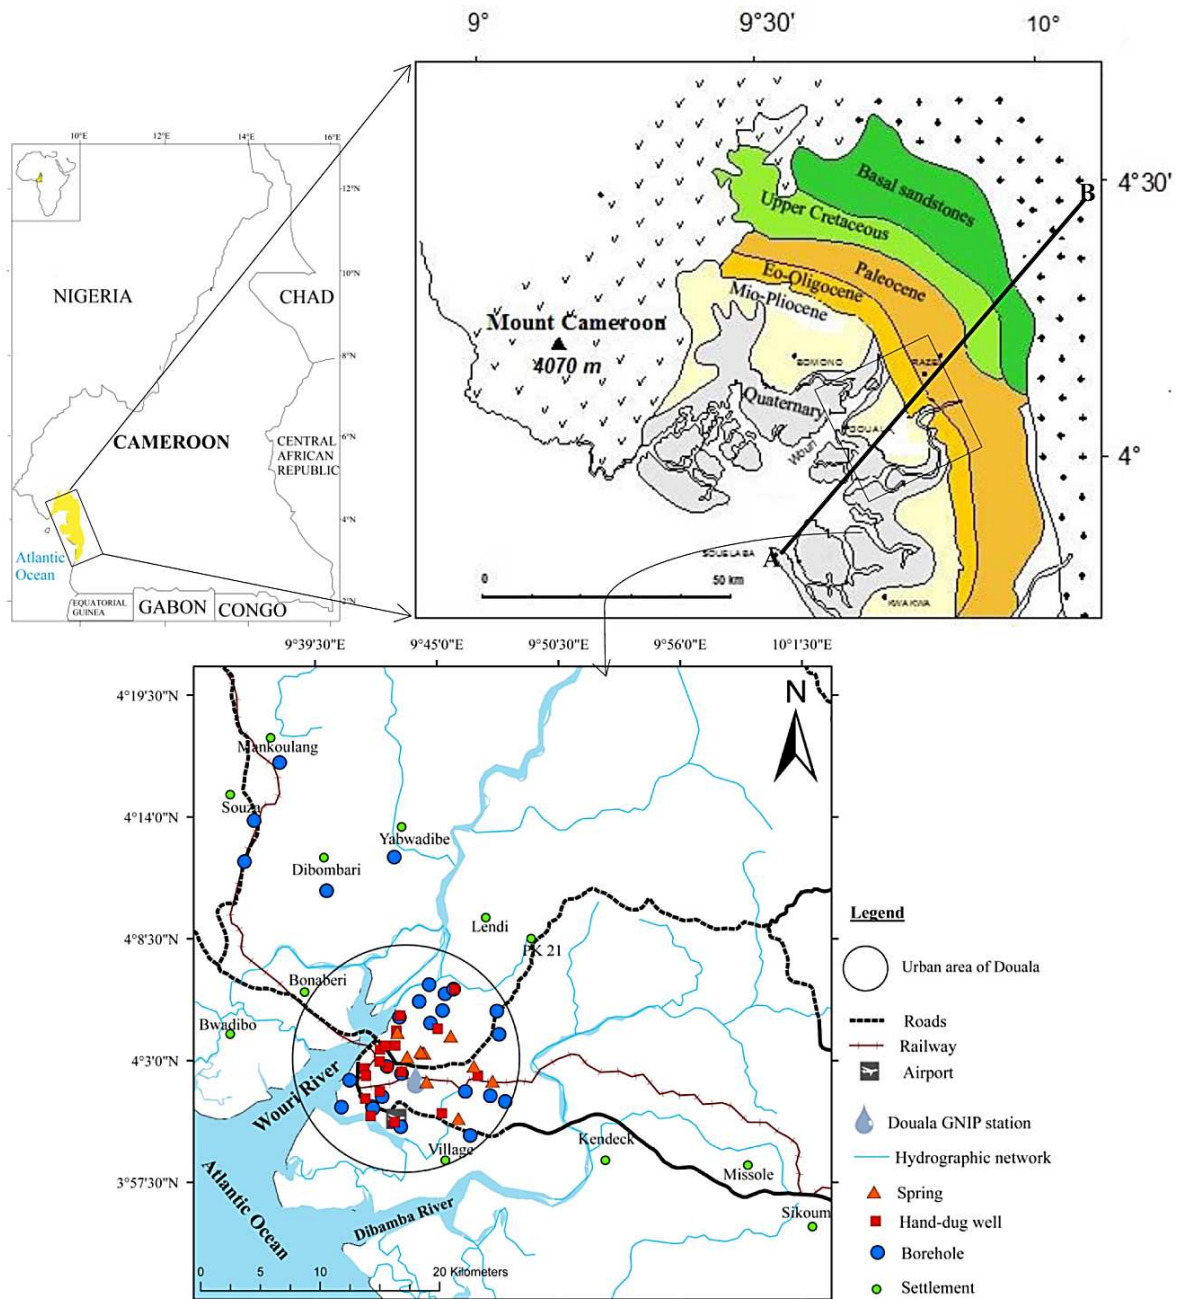 9°
9°30'
10°
10°E
12°E
14°E
16°E
12°N
NIGERIA
10°N
CHAD
8°N
CAMEROON
6°N
CENTRAL
AFRICAN
REPUBLIC
4°N
Atlantic
Ocean
EQUATORIAL
GUINEA
GABON
CONGO
2°N
4°30'
B
Basal sandstones
Upper Cretaceous
Paleocene
Eo-Oligocene
Mio-Pliocene
Mount Cameroon
4070 m
BOMONO
Quaternary
DOUALA
Wouri
4°
SOUELABA
A
0
50 km
KWA KWA
9°39'30"E
9°45'0"E
9°50'30"E
9°56'0"E
10°1'30"E
4°19'30"N
N
Mankoulang
Souza
4°14'0"N
Yabwadibe
Dibombari
Lendi
4°8'30"N
PK 21
Bonaberi
Bwadibo
4°3'0"N
Wouri River
Village
Kendeck
Missole
3°57'30"N
Atlantic Ocean
Dibamba River
Sikoum
0
5
10
20 Kilometers
Legend
Urban area of Douala
Roads
Railway
Airport
Douala GNIP station
Hydrographic network
Spring
Hand-dug well
Borehole
Settlement